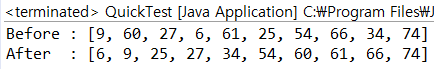 <terminated> QuickTest [Java Application] C:₩Program Files₩J
Before : [9, 60, 27, 6, 61, 25, 54, 66, 34, 74]
After  : [6, 9, 25, 27, 34, 54, 60, 61, 66, 74]